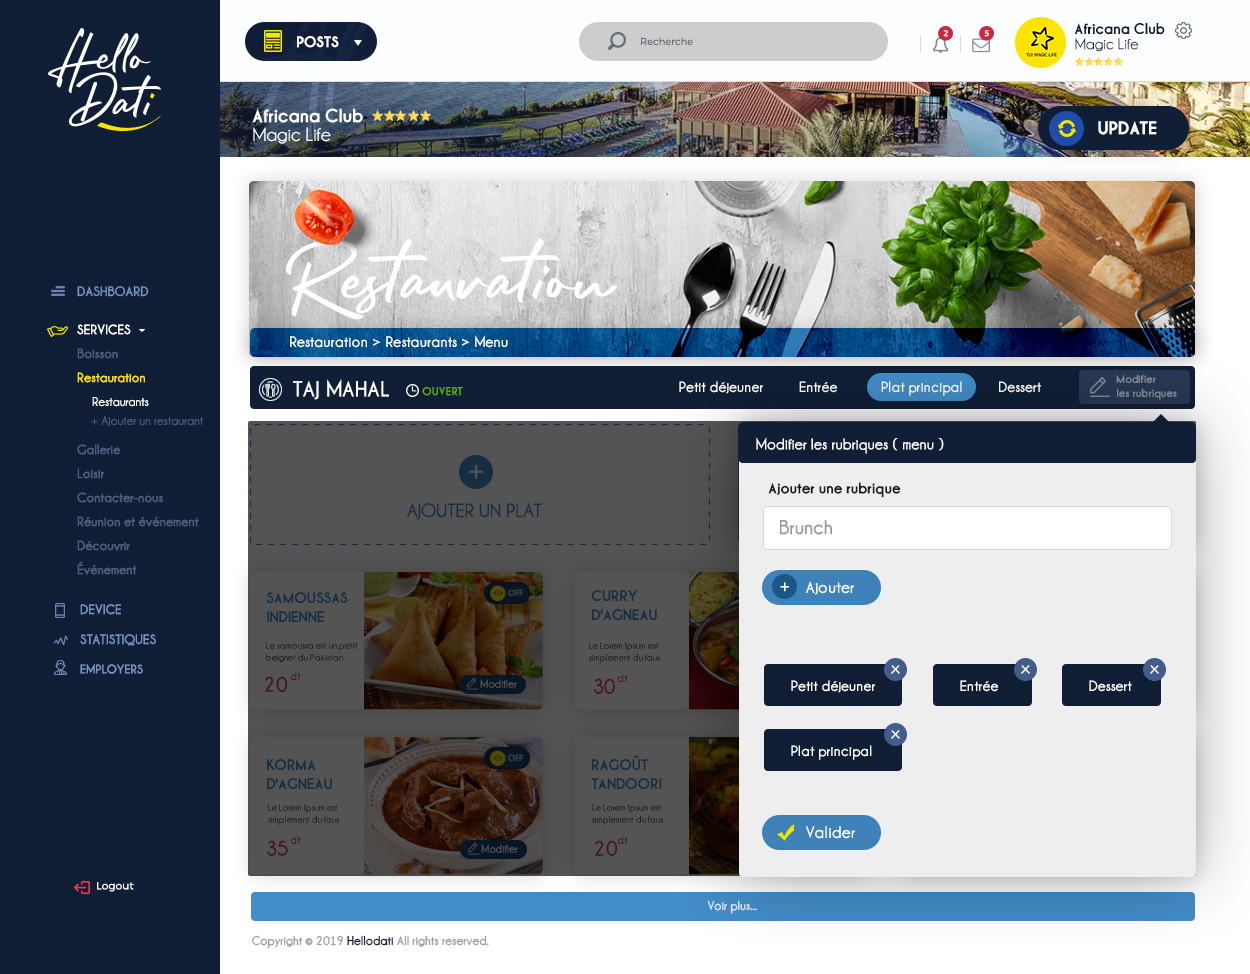 Hello
Dati
POSTS
Recherche
2
5
TUI MAGIC LIFE
Africana Club
Magic Life
Africana Club
Magic Life
UPDATE
DASHBOARD
SERVICES
Boisson
Restauration
Restaurants
+ Ajouter un restaurant
Gallerie
Loisir
Contacter-nous
Réunion et événement
Découvrir
Événement
DEVICE
STATISTIQUES
EMPLOYERS
Logout
Restauration
Restauration > Restaurants > Menu
TAJ MAHAL
OUVERT
Petit déjeuner
Entrée
Plat principal
Dessert
Modifier
les rubriques
AJOUTER UN PLAT
SAMOUSSAS
INDIENNE
Le samoussa est un petit
beignet du Pakistan
20 dt
OFF
Modifier
CURRY
D'AGNEAU
Le Lorem Ipsum est
simplement du faux
30 dt
KORMA
D'AGNEAU
Le Lorem Ipsum est
simplement du faux
35 dt
OFF
Modifier
RAGOÛT
TANDOORI
Le Lorem Ipsum est
simplement du faux
20 dt
Modifier les rubriques ( menu )
Ajouter une rubrique
Brunch
+ Ajouter
Petit déjeuner
Entrée
Dessert
Plat principal
Valider
Voir plus...
Copyright © 2019 Hellodati All rights reserved.